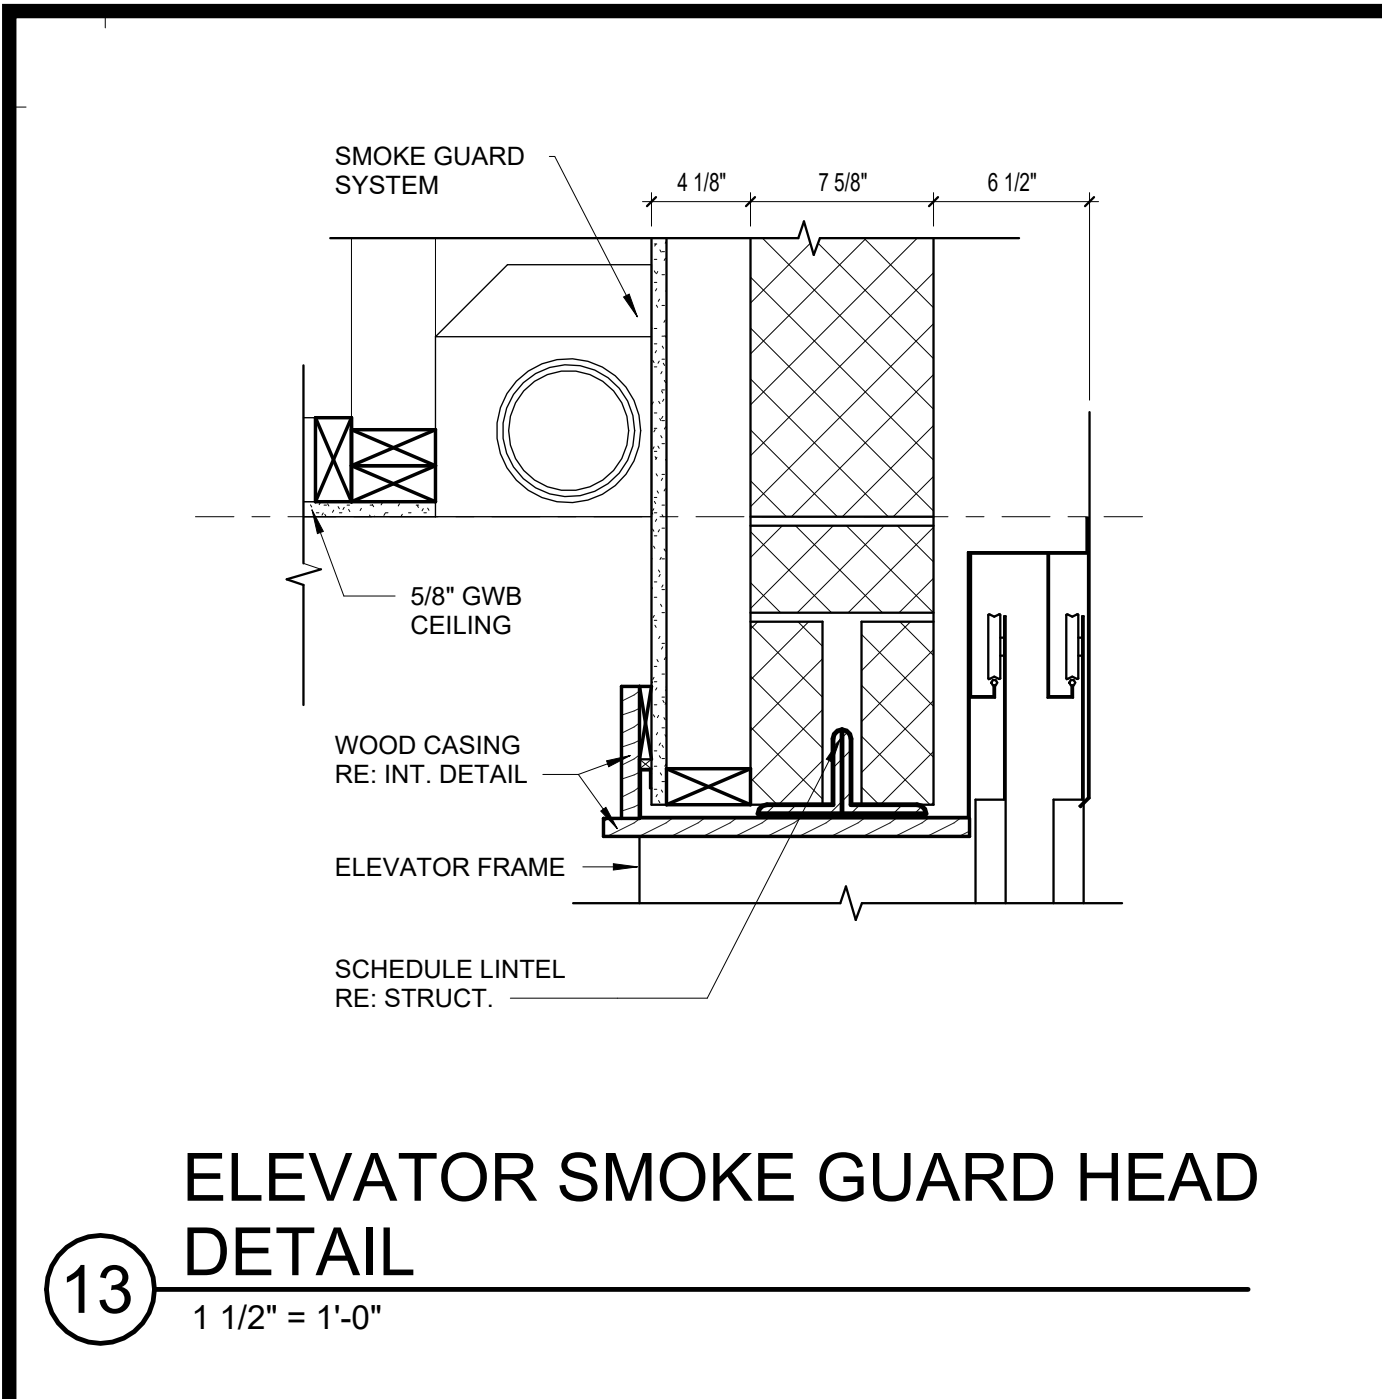 SMOKE GUARD
SYSTEM
4 1/8"
7 5/8"
6 1/2"
5/8" GWB
CEILING
WOOD CASING
RE: INT. DETAIL
ELEVATOR FRAME
SCHEDULE LINTEL
RE: STRUCT.
ELEVATOR SMOKE GUARD HEAD
DETAIL
13
1 1/2" = 1'-0"